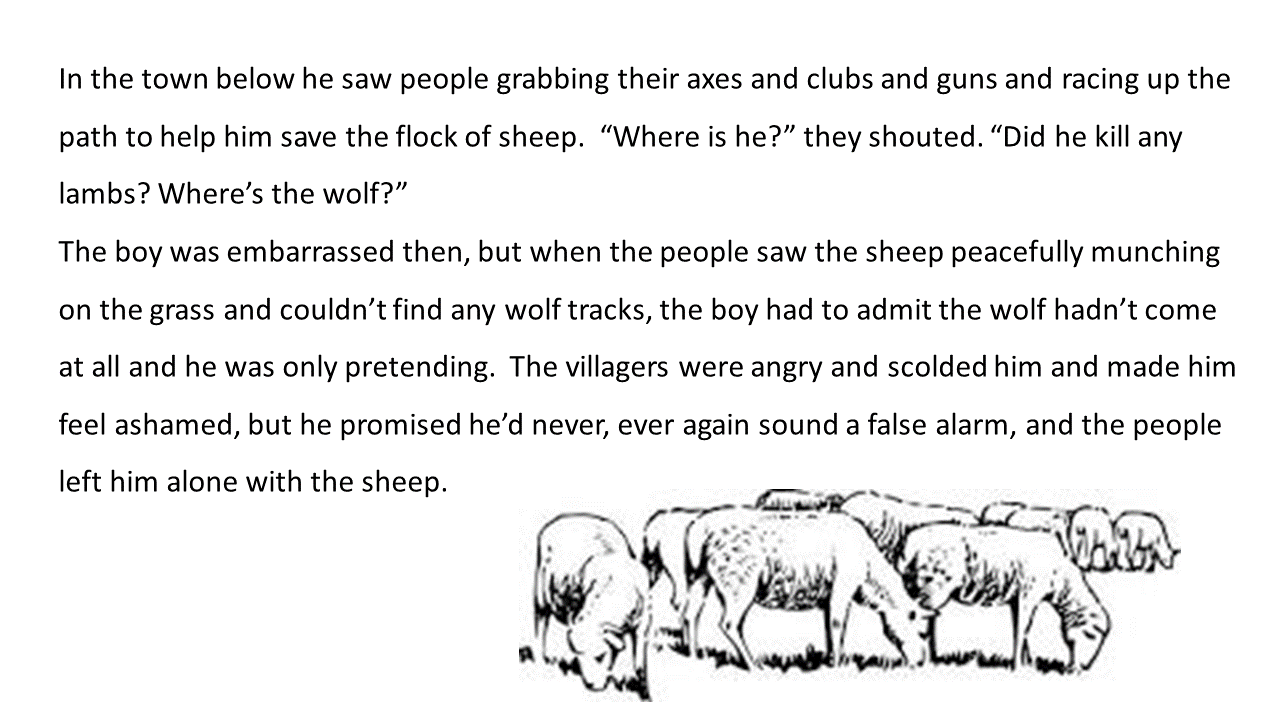 In the town below he saw people grabbing their axes and clubs and guns and racing up the
path to help him save the flock of sheep.  “Where is he?” they shouted. “Did he kill any
lambs? Where’s the wolf?”
The boy was embarrassed then, but when the people saw the sheep peacefully munching
on the grass and couldn’t find any wolf tracks, the boy had to admit the wolf hadn’t come
at all and he was only pretending.  The villagers were angry and scolded him and made him
feel ashamed, but he promised he’d never, ever again sound a false alarm, and the people
left him alone with the sheep.